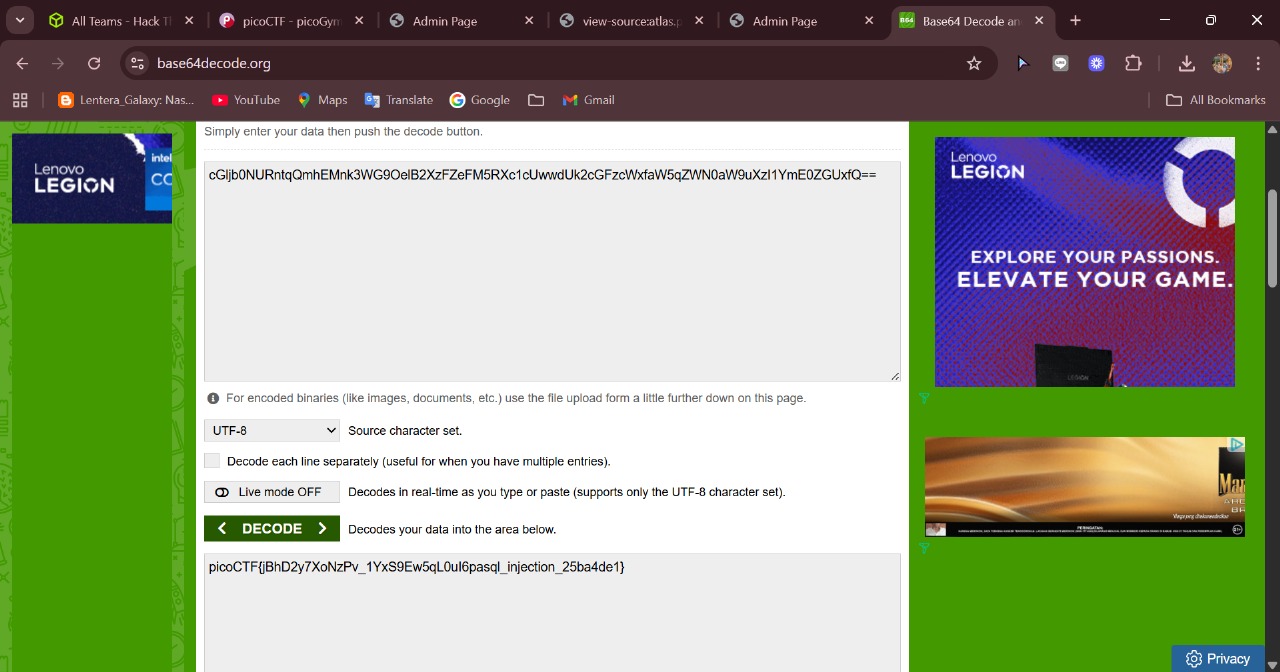 All Teams - Hack Th
picoCTF - picoGym
Admin Page
view-source:atlas.p
Admin Page
B64
Base64 Decode an
base64decode.org
Lentera_Galaxy: Nas...
YouTube
Maps
Translate
Google
Gmail
All Bookmarks
Simply enter your data then push the decode button.
cGljb0NURntqQmhEMnk3WG9OelB2XzFZeFM5RXc1cUwwdUk2cGFzcWxfaW5qZWN0aW9uXzI1YmE0ZGUxfQ==
For encoded binaries (like images, documents, etc.) use the file upload form a little further down on this page.
UTF-8
Source character set.
Decode each line separately (useful for when you have multiple entries).
Live mode OFF
Decodes in real-time as you type or paste (supports only the UTF-8 character set).
DECODE
Decodes your data into the area below.
picoCTF{jBhD2y7XoNzPv_1YxS9Ew5qL0uI6pasql_injection_25ba4de1}
Lenovo
LEGION
intel
CO
Lenovo
LEGION
EXPLORE YOUR PASSIONS.
ELEVATE YOUR GAME.
LEGION
PERINGATAN:
Privacy